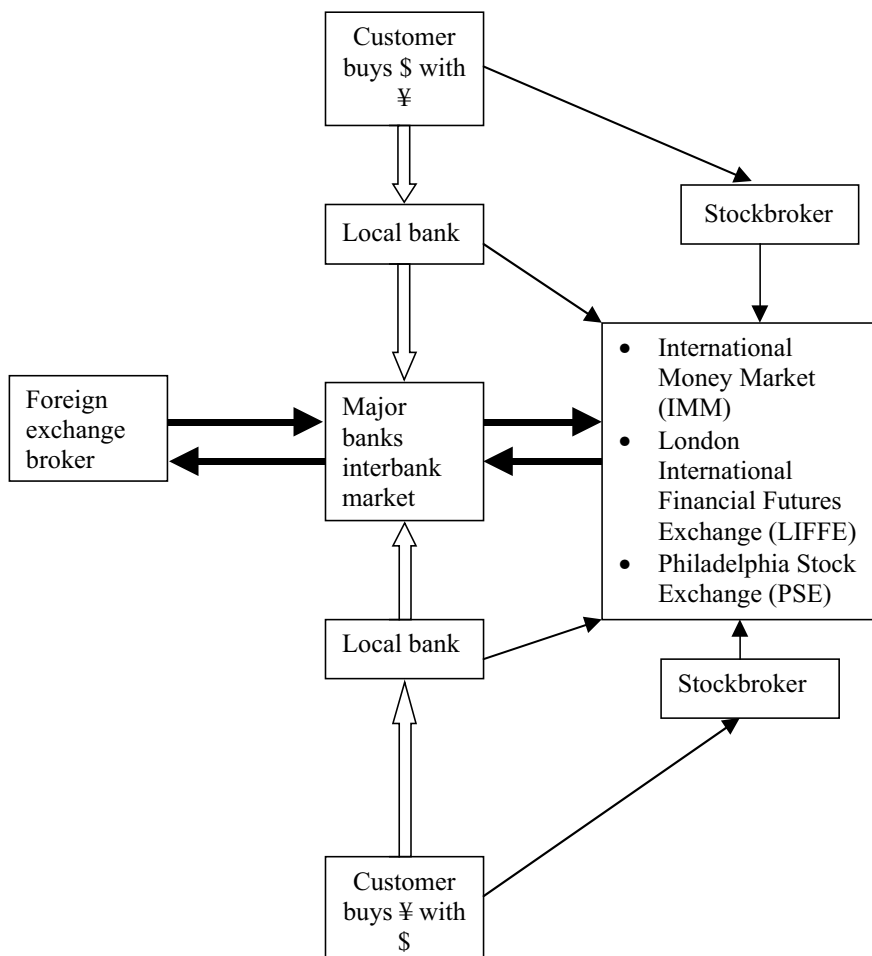 Customer
buys $ with
¥
Stockbroker
Local bank
• International
Money Market
(IMM)
• London
International
Financial Futures
Exchange (LIFFE)
• Philadelphia Stock
Exchange (PSE)
Foreign
exchange
broker
Major
banks
interbank
market
Local bank
Stockbroker
Customer
buys ¥ with
$